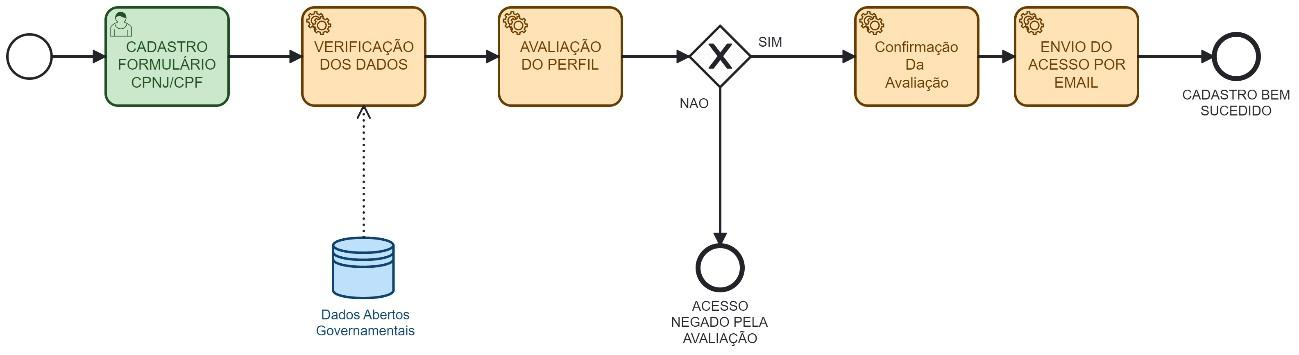 CADASTRO
FORMULÁRIO
CPNJ/CPF
VERIFICAÇÃO
DOS DADOS
AVALIAÇÃO
DO PERFIL
SIM
NAO
Confirmação
Da
Avaliação
ENVIO DO
ACESSO POR
EMAIL
CADASTRO BEM
SUCEDIDO
Dados Abertos
Governamentais
ACESSO
NEGADO PELA
AVALIAÇÃO